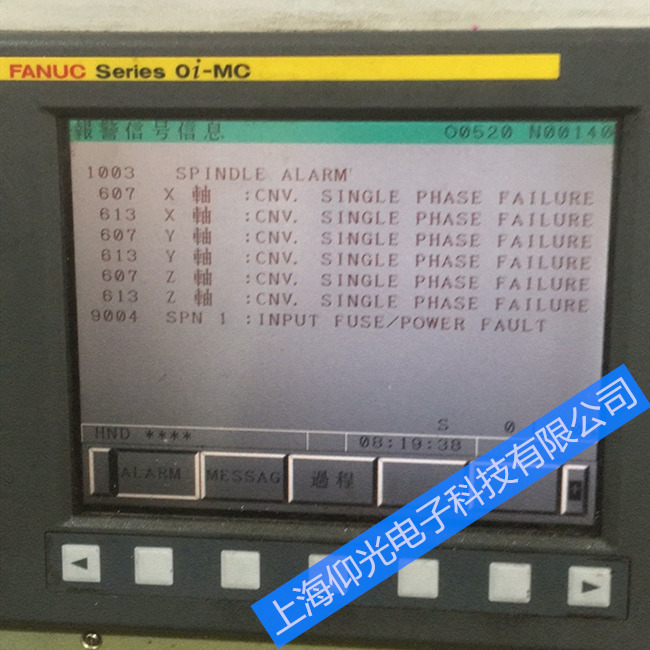 FANUC Series 0i-MC
報警信号信息 O0520 N00140
1003 SPINDLE ALARM'
607 X 軸 :CNV. SINGLE PHASE FAILURE
613 X 軸 :CNV. SINGLE PHASE FAILURE
607 Y 軸 :CNV. SINGLE PHASE FAILURE
613 Y 軸 :CNV. SINGLE PHASE FAILURE
607 Z 軸 :CNV. SINGLE PHASE FAILURE
613 Z 軸 :CNV. SINGLE PHASE FAILURE
9004 SPN 1 :INPUT FUSE/POWER FAULT
S 0
HND ****
08:19:38
ALARM MESSAG 過程
上海仰光电子科技有限公司